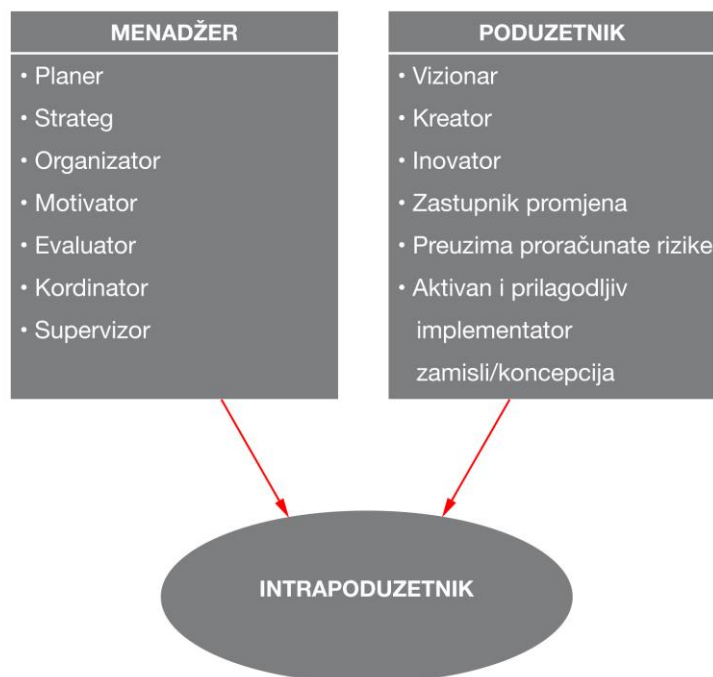 MENADŽER
• Planer
• Strateg
• Organizator
• Motivator
• Evaluator
• Kordinator
• Supervizor
PODUZETNIK
• Vizionar
• Kreator
• Inovator
• Zastupnik promjena
• Preuzima proračunate rizike
• Aktivan i prilagodljiv
implementator
zamisli/koncepcija
INTRAPODUZETNIK